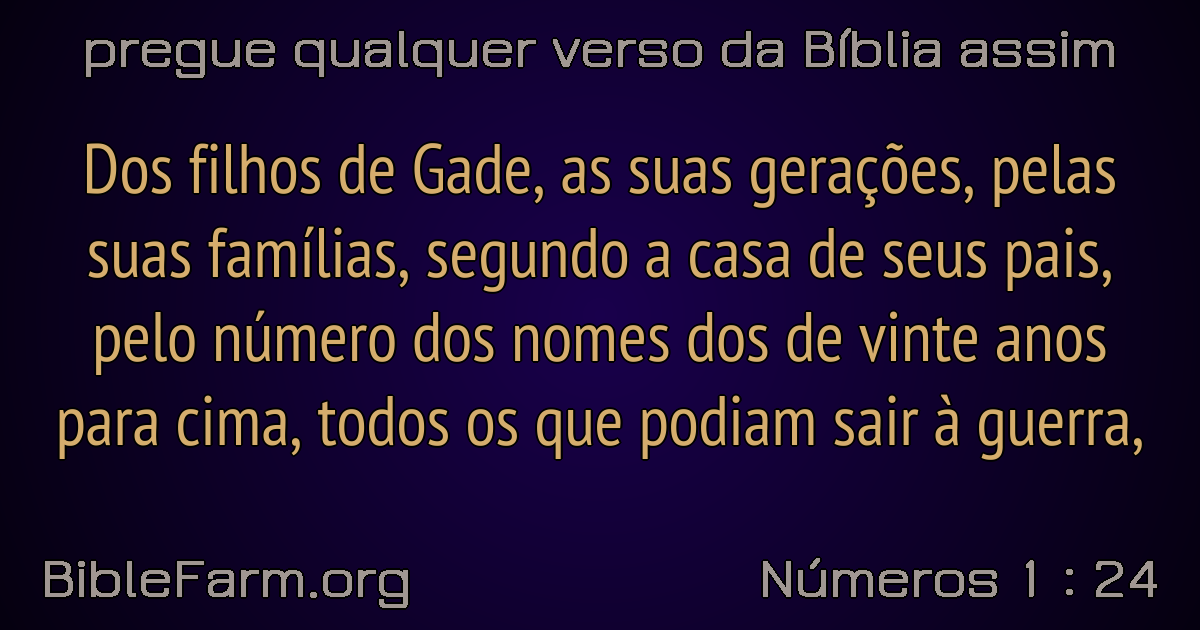 pregue qualquer verso da Bíblia assim
Dos filhos de Gade, as suas gerações, pelas
suas famílias, segundo a casa de seus pais,
pelo número dos nomes dos de vinte anos
para cima, todos os que podiam sair à guerra,
BibleFarm.org
Números 1 : 24